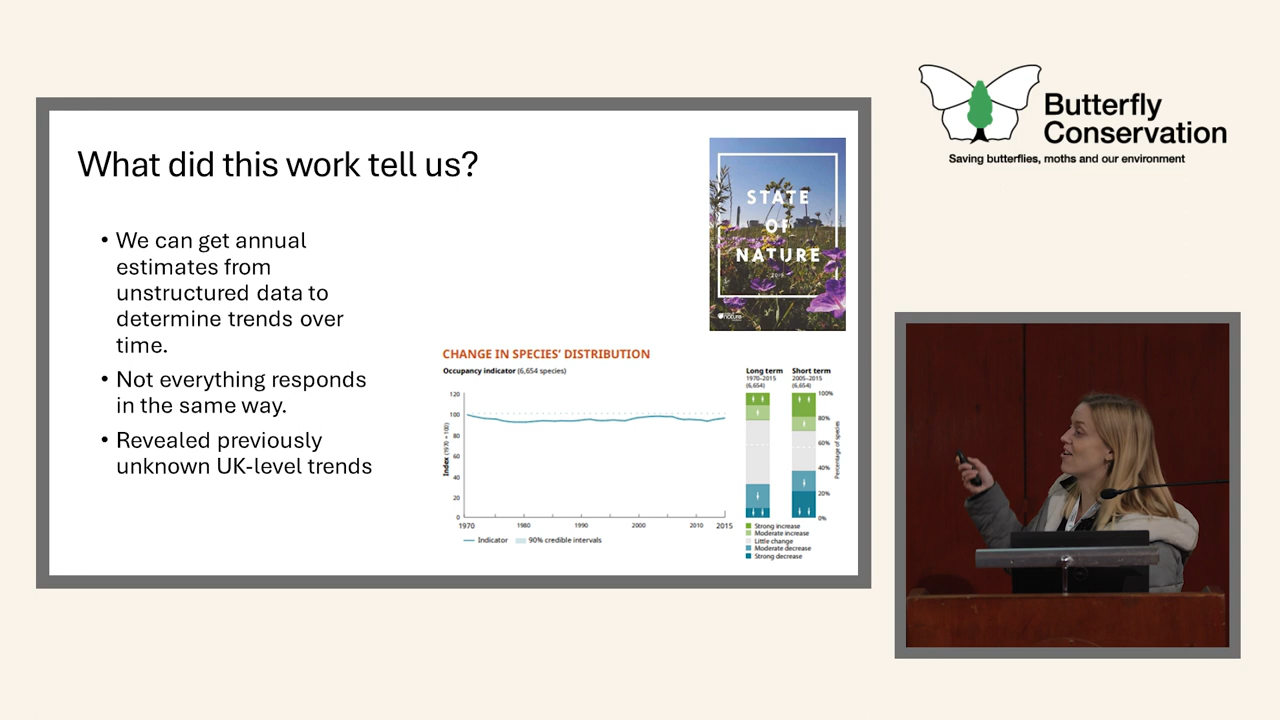 Butterfly
Conservation
Saving butterflies, moths and our environment
What did this work tell us?
• We can get annual
estimates from
unstructured data to
determine trends over
time.
• Not everything responds
in the same way.
• Revealed previously
unknown UK-level trends
STATE
OF
NATURE
2019
CHANGE IN SPECIES' DISTRIBUTION
Occupancy indicator (6,654 species)
Index (1970 = 100)
120
100
80
60
40
20
0
1970
1980
1990
2000
2010
2015
Indicator
90% credible intervals
Long term
1970–2015
(6,654)
Short term
2005–2015
(6,654)
100%
80%
60%
40%
20%
0%
Percentage of species
Strong increase
Moderate increase
Little change
Moderate decrease
Strong decrease